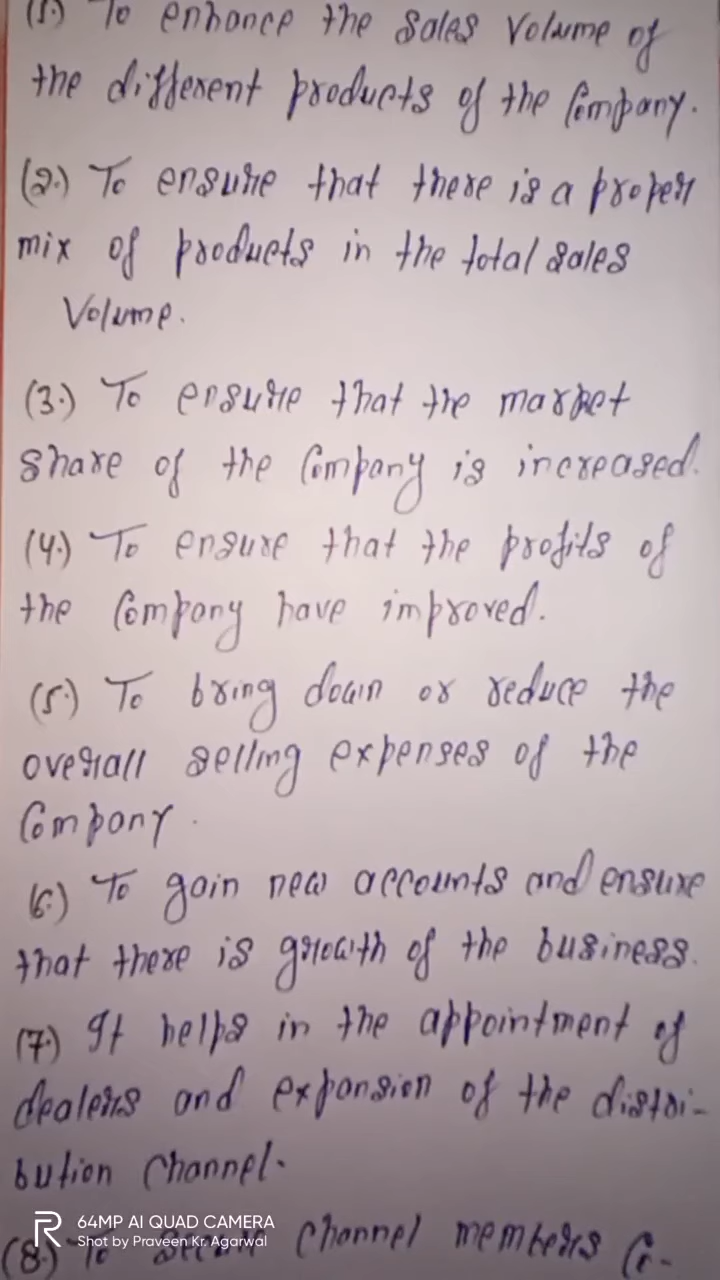 (1.) To enhance the sales volume of
the different products of the Company.
(2.) To ensure that there is a proper
mix of products in the total sales
Volume.
(3.) To ensure that the market
share of the Company is increased.
(4.) To ensure that the profits of
the Company have improved.
(5.) To bring down or reduce the
overall selling expenses of the
Company.
(6.) To gain new accounts and ensure
that there is growth of the business.
(7.) It helps in the appointment of
dealers and expansion of the distri-
bution Channel.
(8.) To secure Channel members Co-
64MP AI QUAD CAMERA
Shot by Praveen Kr. Agarwal